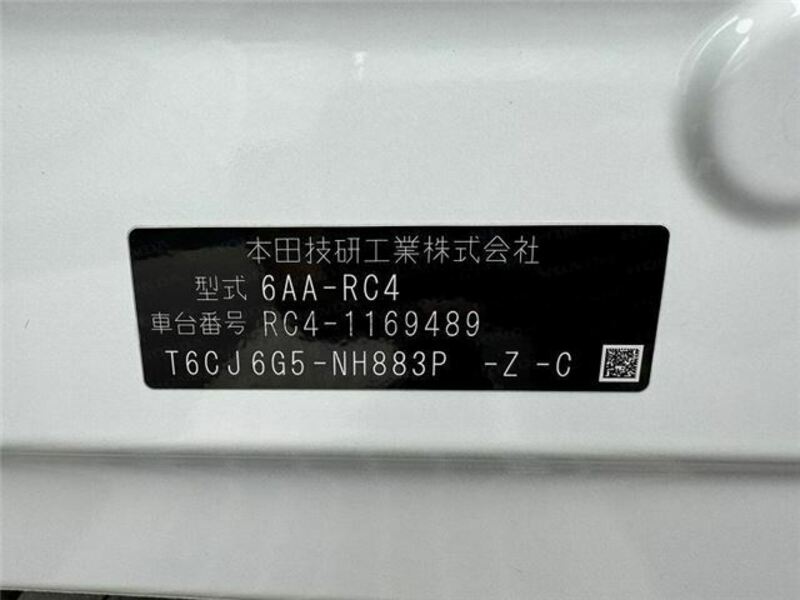 本田技研工業株式会社
型式 6AA-RC4
車台番号 RC4-1169489
T6CJ6G5-NH883P -Z -C